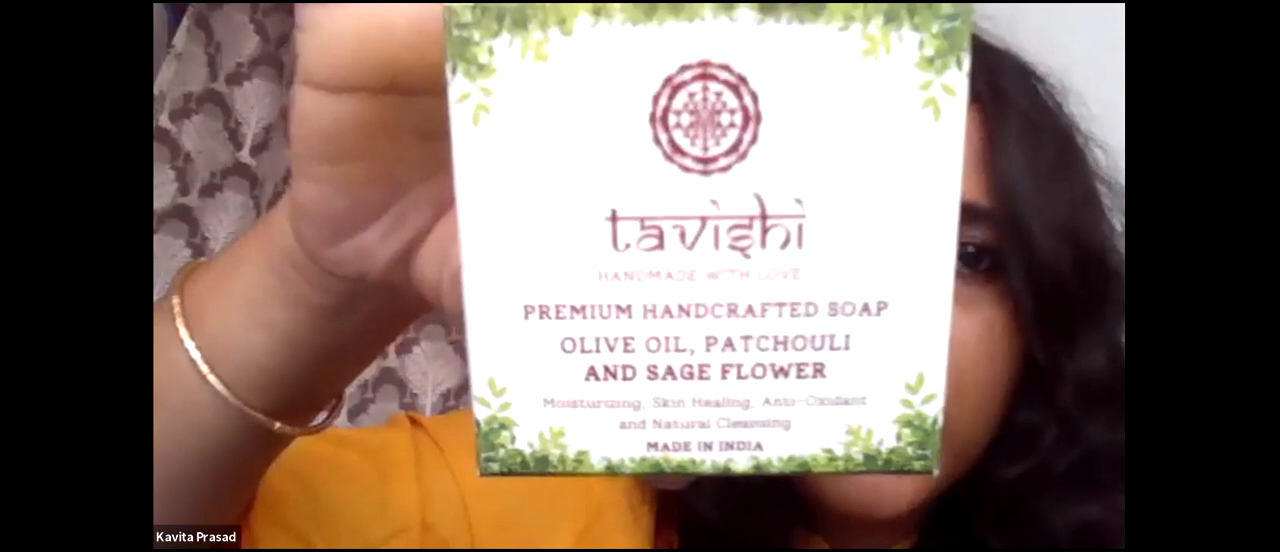 tavishi
HANDMADE WITH LOVE
PREMIUM HANDCRAFTED SOAP
OLIVE OIL, PATCHOULI
AND SAGE FLOWER
Moisturizing, Skin Healing, Anti-Oxidant
and Natural Cleansing
MADE IN INDIA
Kavita Prasad